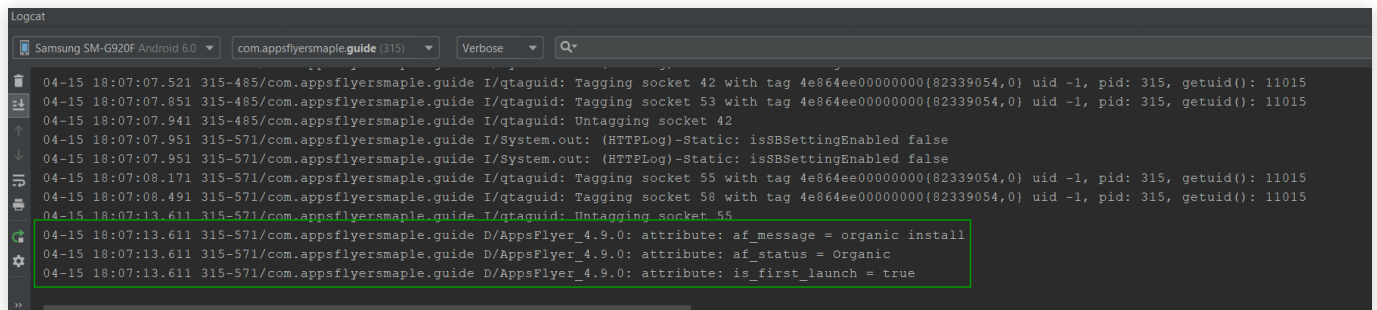 Logcat
Samsung SM-G920F Android 6.0 com.appsflyersmaple.guide (315) Verbose
04-15 18:07:07.521 315-485/com.appsflyersmaple.guide I/qtaguid: Tagging socket 42 with tag 4e864ee00000000{82339054,0} uid -1, pid: 315, getuid(): 11015
04-15 18:07:07.851 315-485/com.appsflyersmaple.guide I/qtaguid: Tagging socket 53 with tag 4e864ee00000000{82339054,0} uid -1, pid: 315, getuid(): 11015
04-15 18:07:07.941 315-485/com.appsflyersmaple.guide I/qtaguid: Untagging socket 42
04-15 18:07:07.951 315-571/com.appsflyersmaple.guide I/System.out: (HTTPLog)-Static: isSBSettingEnabled false
04-15 18:07:07.951 315-571/com.appsflyersmaple.guide I/System.out: (HTTPLog)-Static: isSBSettingEnabled false
04-15 18:07:08.171 315-571/com.appsflyersmaple.guide I/qtaguid: Tagging socket 55 with tag 4e864ee00000000{82339054,0} uid -1, pid: 315, getuid(): 11015
04-15 18:07:08.491 315-571/com.appsflyersmaple.guide I/qtaguid: Tagging socket 58 with tag 4e864ee00000000{82339054,0} uid -1, pid: 315, getuid(): 11015
04-15 18:07:13.611 315-571/com.appsflyersmaple.guide I/qtaguid: Untagging socket 55
04-15 18:07:13.611 315-571/com.appsflyersmaple.guide D/AppsFlyer_4.9.0: attribute: af_message = organic install
04-15 18:07:13.611 315-571/com.appsflyersmaple.guide D/AppsFlyer_4.9.0: attribute: af_status = Organic
04-15 18:07:13.611 315-571/com.appsflyersmaple.guide D/AppsFlyer_4.9.0: attribute: is_first_launch = true